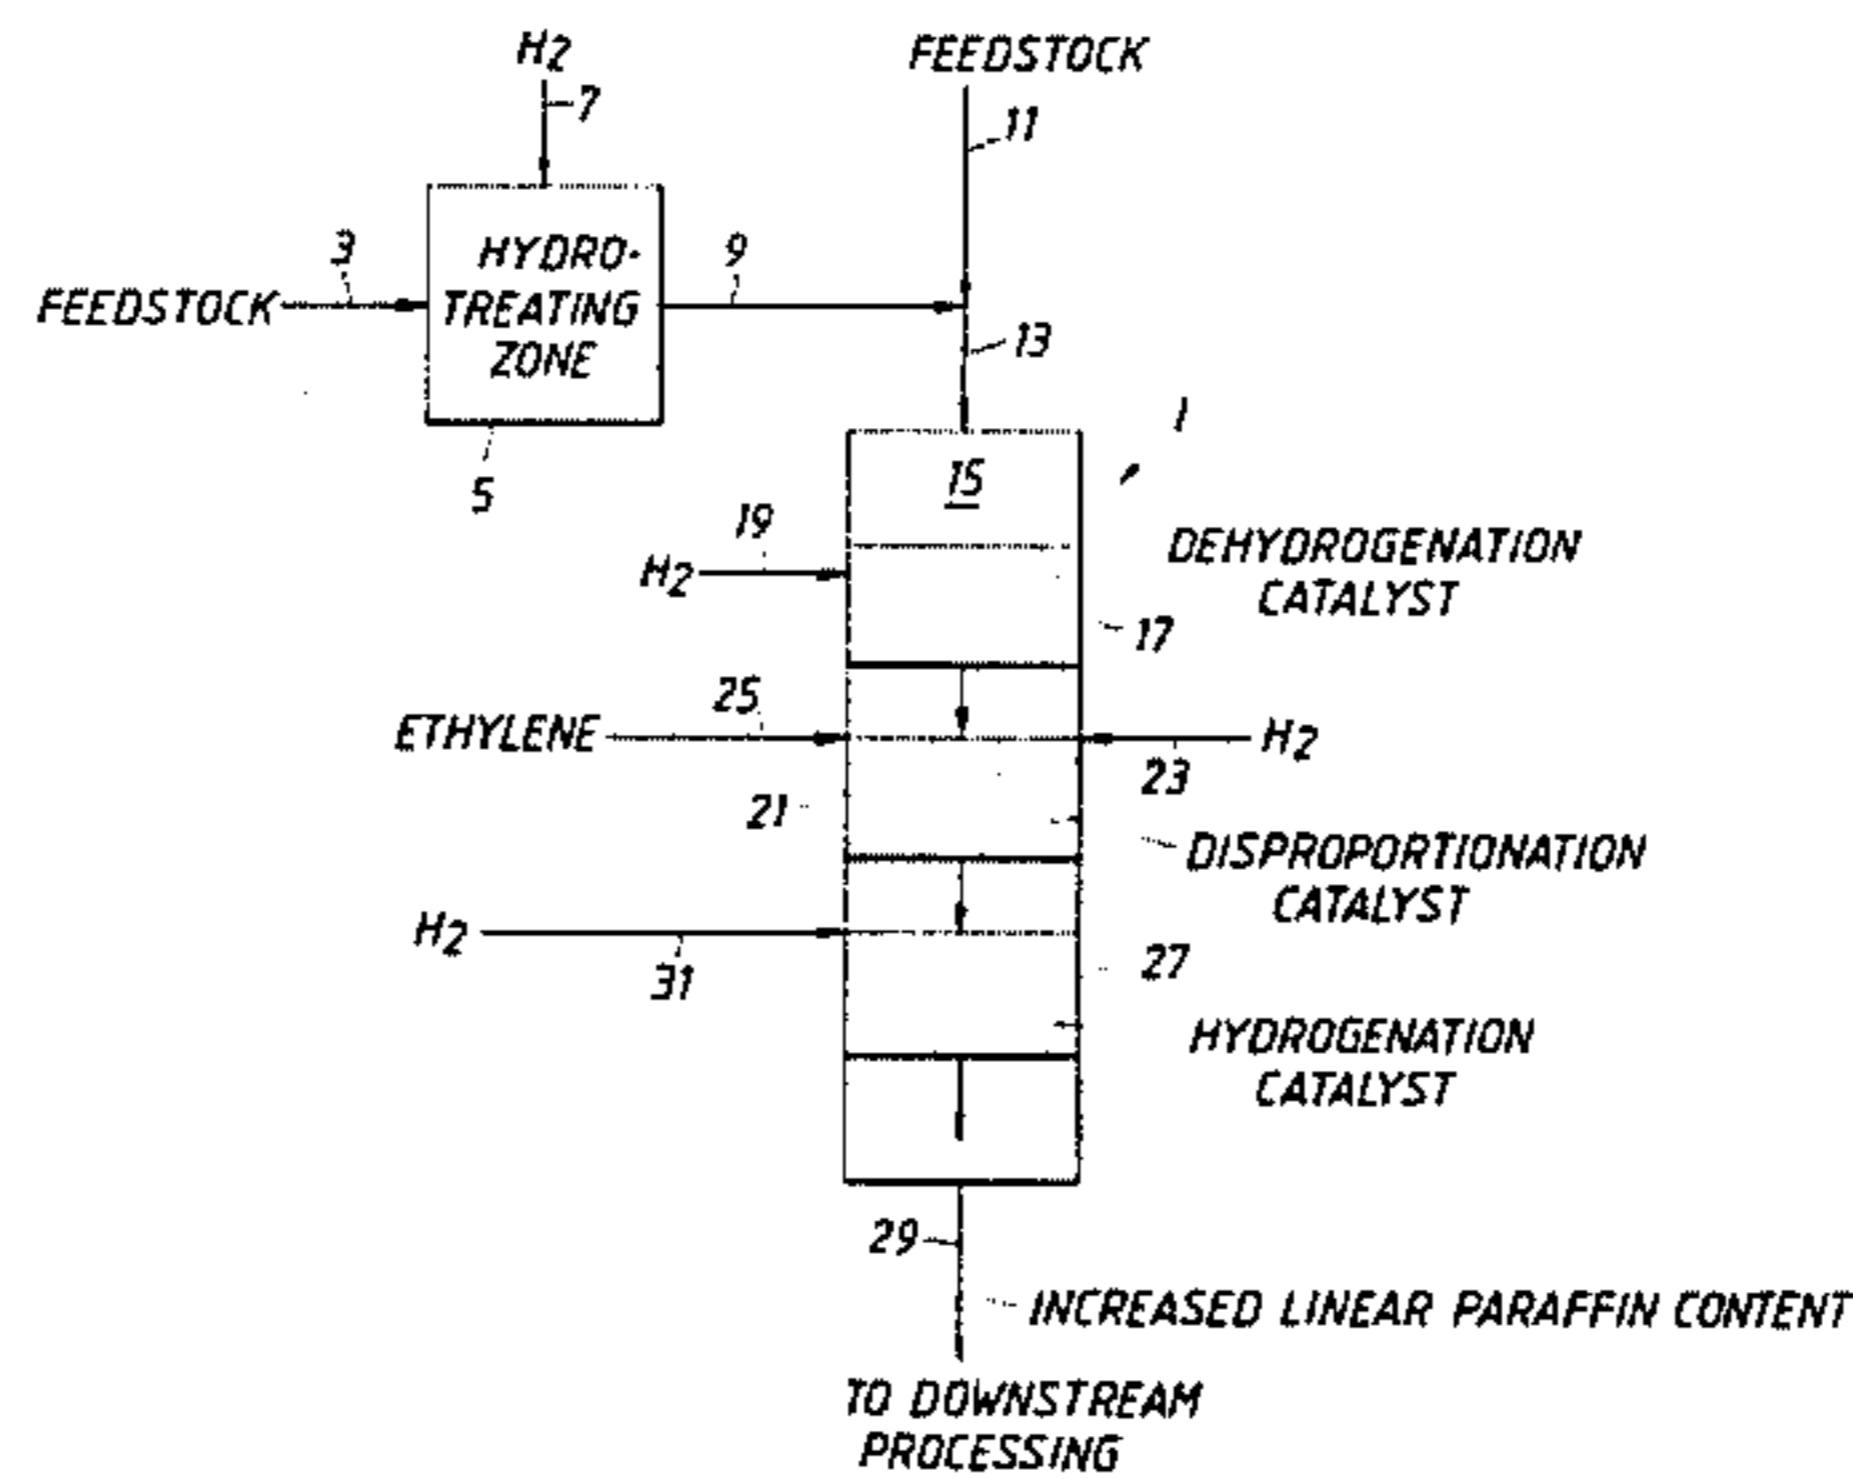 H2
FEEDSTOCK
7
11
HYDRO-
TREATING
ZONE
3
9
FEEDSTOCK
13
5
1
15
19
H2
DEHYDROGENATION
CATALYST
17
25
ETHYLENE
H2
23
21
DISPROPORTIONATION
CATALYST
H2
31
27
HYDROGENATION
CATALYST
29
INCREASED LINEAR PARAFFIN CONTENT
TO DOWNSTREAM
PROCESSING